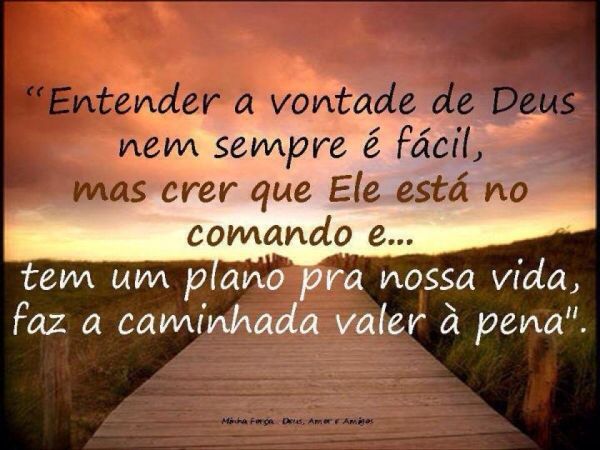 “Entender a vontade de Deus
nem sempre é fácil,
mas crer que Ele está no
comando e...
tem um plano pra nossa vida,
faz a caminhada valer à pena".
Minha Força... Deus, Amor e Amigos